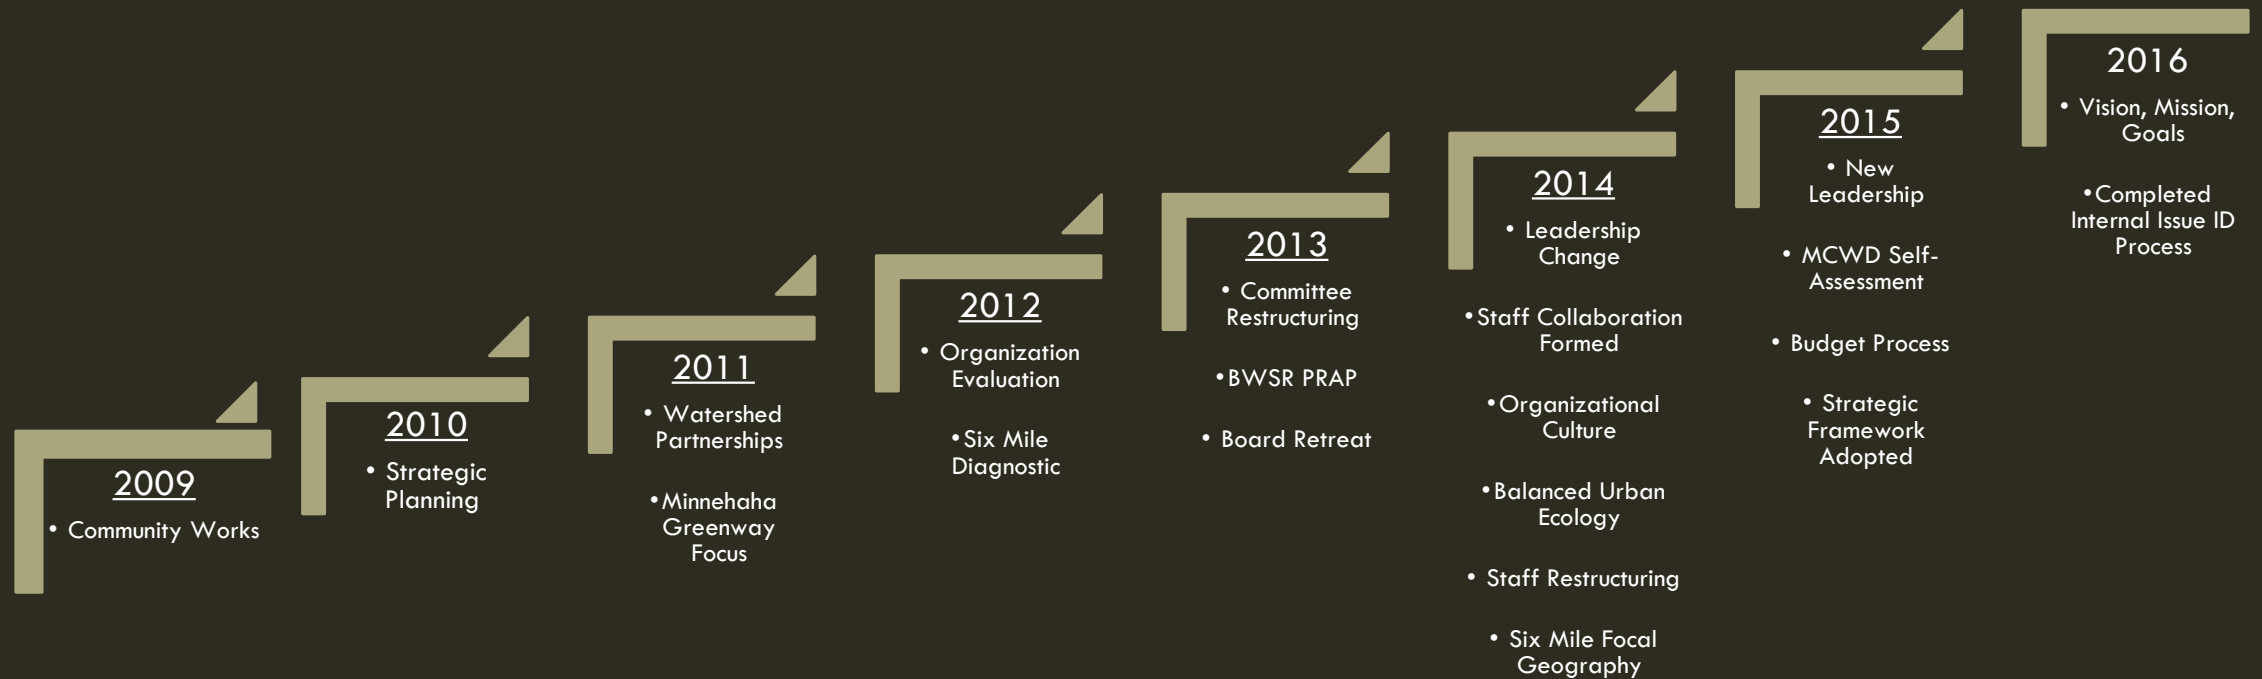 2009
• Community Works
2010
• Strategic
Planning
2011
• Watershed
Partnerships
•Minnehaha
Greenway
Focus
2012
• Organization
Evaluation
•Six Mile
Diagnostic
2013
• Committee
Restructuring
•BWSR PRAP
• Board Retreat
2014
• Leadership
Change
•Staff Collaboration
Formed
•Organizational
Culture
•Balanced Urban
Ecology
• Staff Restructuring
• Six Mile Focal
Geography
2015
• New
Leadership
• MCWD Self-
Assessment
• Budget Process
• Strategic
Framework
Adopted
2016
• Vision, Mission,
Goals
•Completed
Internal Issue ID
Process